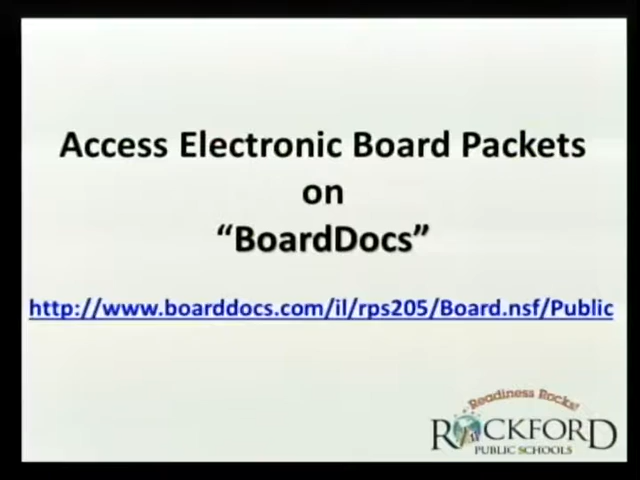 Access Electronic Board Packets
on
“BoardDocs”
http://www.boarddocs.com/il/rps205/Board.nsf/Public
Readiness Rocks!
ROCKFORD
PUBLIC SCHOOLS